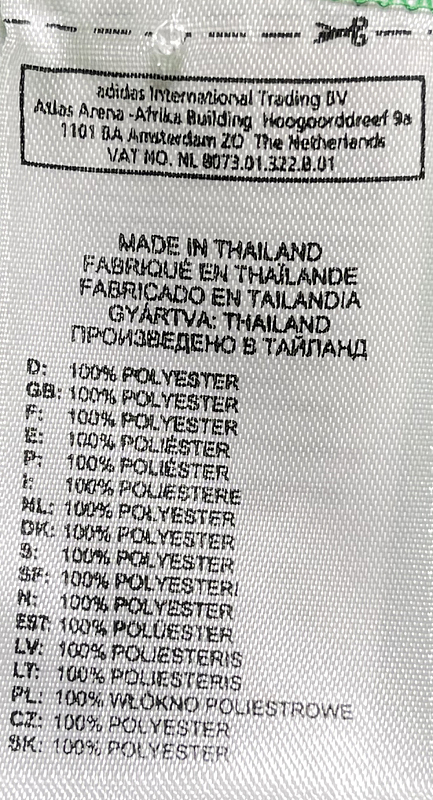 adidas International Trading BV
Atlas Arena -Afrika Building Hoogoorddreef 9a
1101 BA Amsterdam ZO The Netherlands
VAT NO. NL 8073.01.322.B.01
MADE IN THAILAND
FABRIQUÉ EN THAÏLANDE
FABRICADO EN TAILANDIA
GYÁRTVA: THAILAND
ПРОИЗВЕДЕНО В ТАЙЛАНД
D: 100% POLYESTER
GB: 100% POLYESTER
F: 100% POLYESTER
E: 100% POLIÉSTER
P: 100% POLIÉSTER
I: 100% POLIESTERE
NL: 100% POLYESTER
DK: 100% POLYESTER
S: 100% POLYESTER
SF: 100% POLYESTERI
N: 100% POLYESTER
EST: 100% POLÜESTER
LV: 100% POLIESTERIS
LT: 100% POLIESTERIS
PL: 100% WŁÓKNO POLIESTROWE
CZ: 100% POLYESTER
SK: 100% POLYESTER